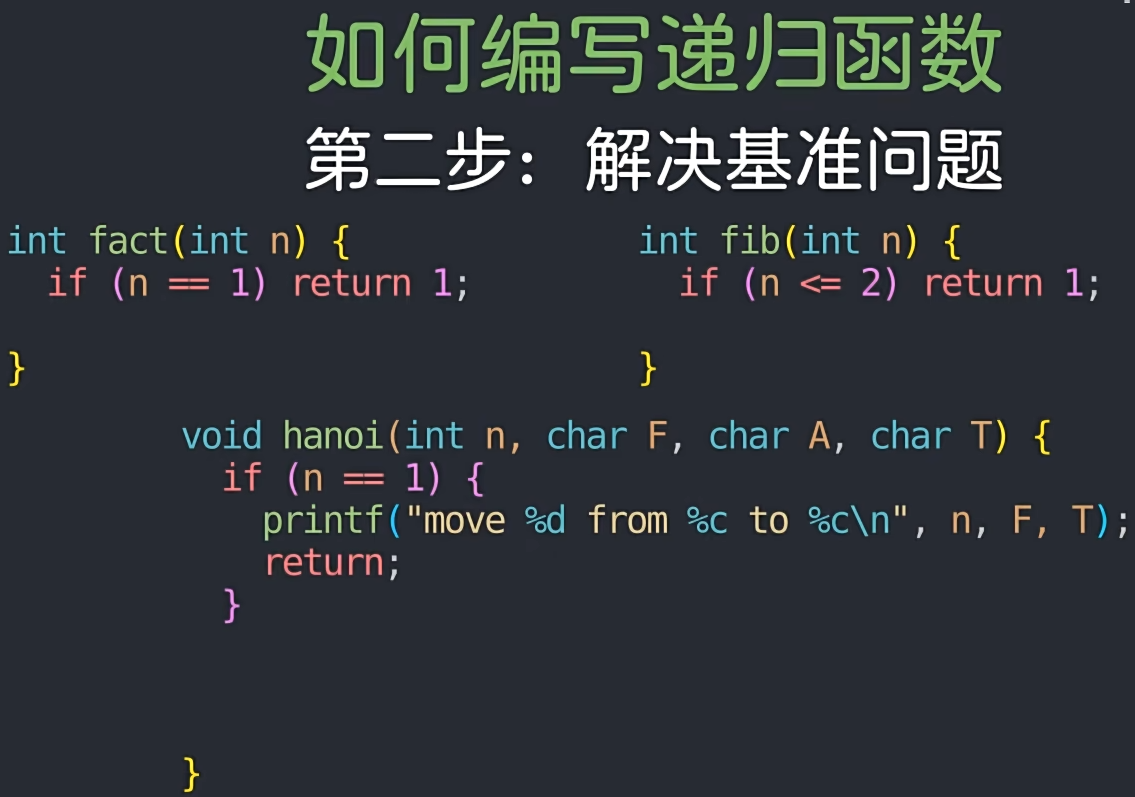 如何编写递归函数
第二步：解决基准问题
int fact(int n) {
  if (n == 1) return 1;
}
int fib(int n) {
  if (n <= 2) return 1;
}
void hanoi(int n, char F, char A, char T) {
  if (n == 1) {
    printf("move %d from %c to %c\n", n, F, T);
    return;
  }
}